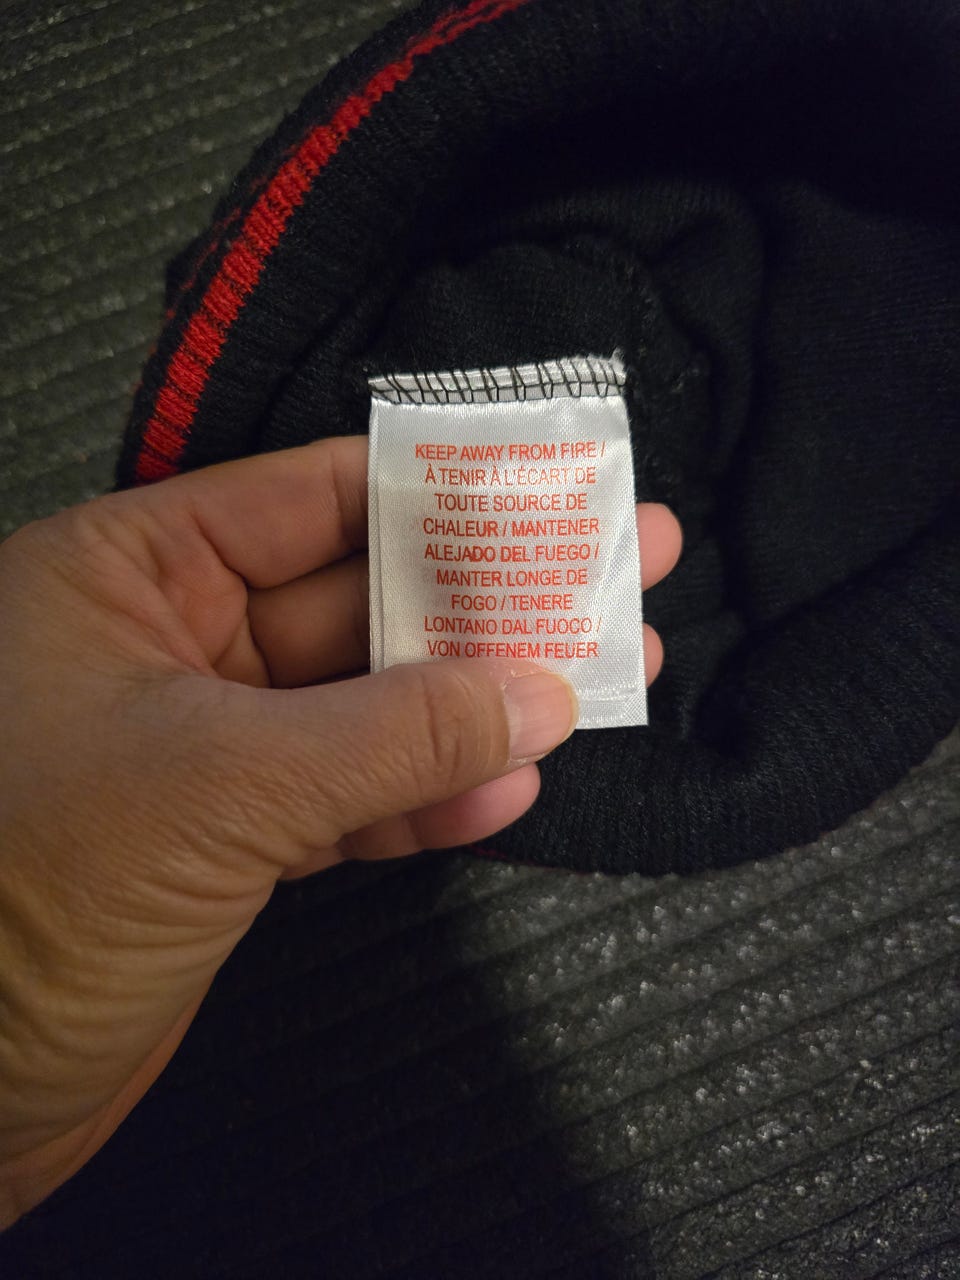 KEEP AWAY FROM FIRE /
À TENIR À L'ÉCART DE
TOUTE SOURCE DE
CHALEUR / MANTENER
ALEJADO DEL FUEGO /
MANTER LONGE DE
FOGO / TENERE
LONTANO DAL FUOCO /
VON OFFENEM FEUER